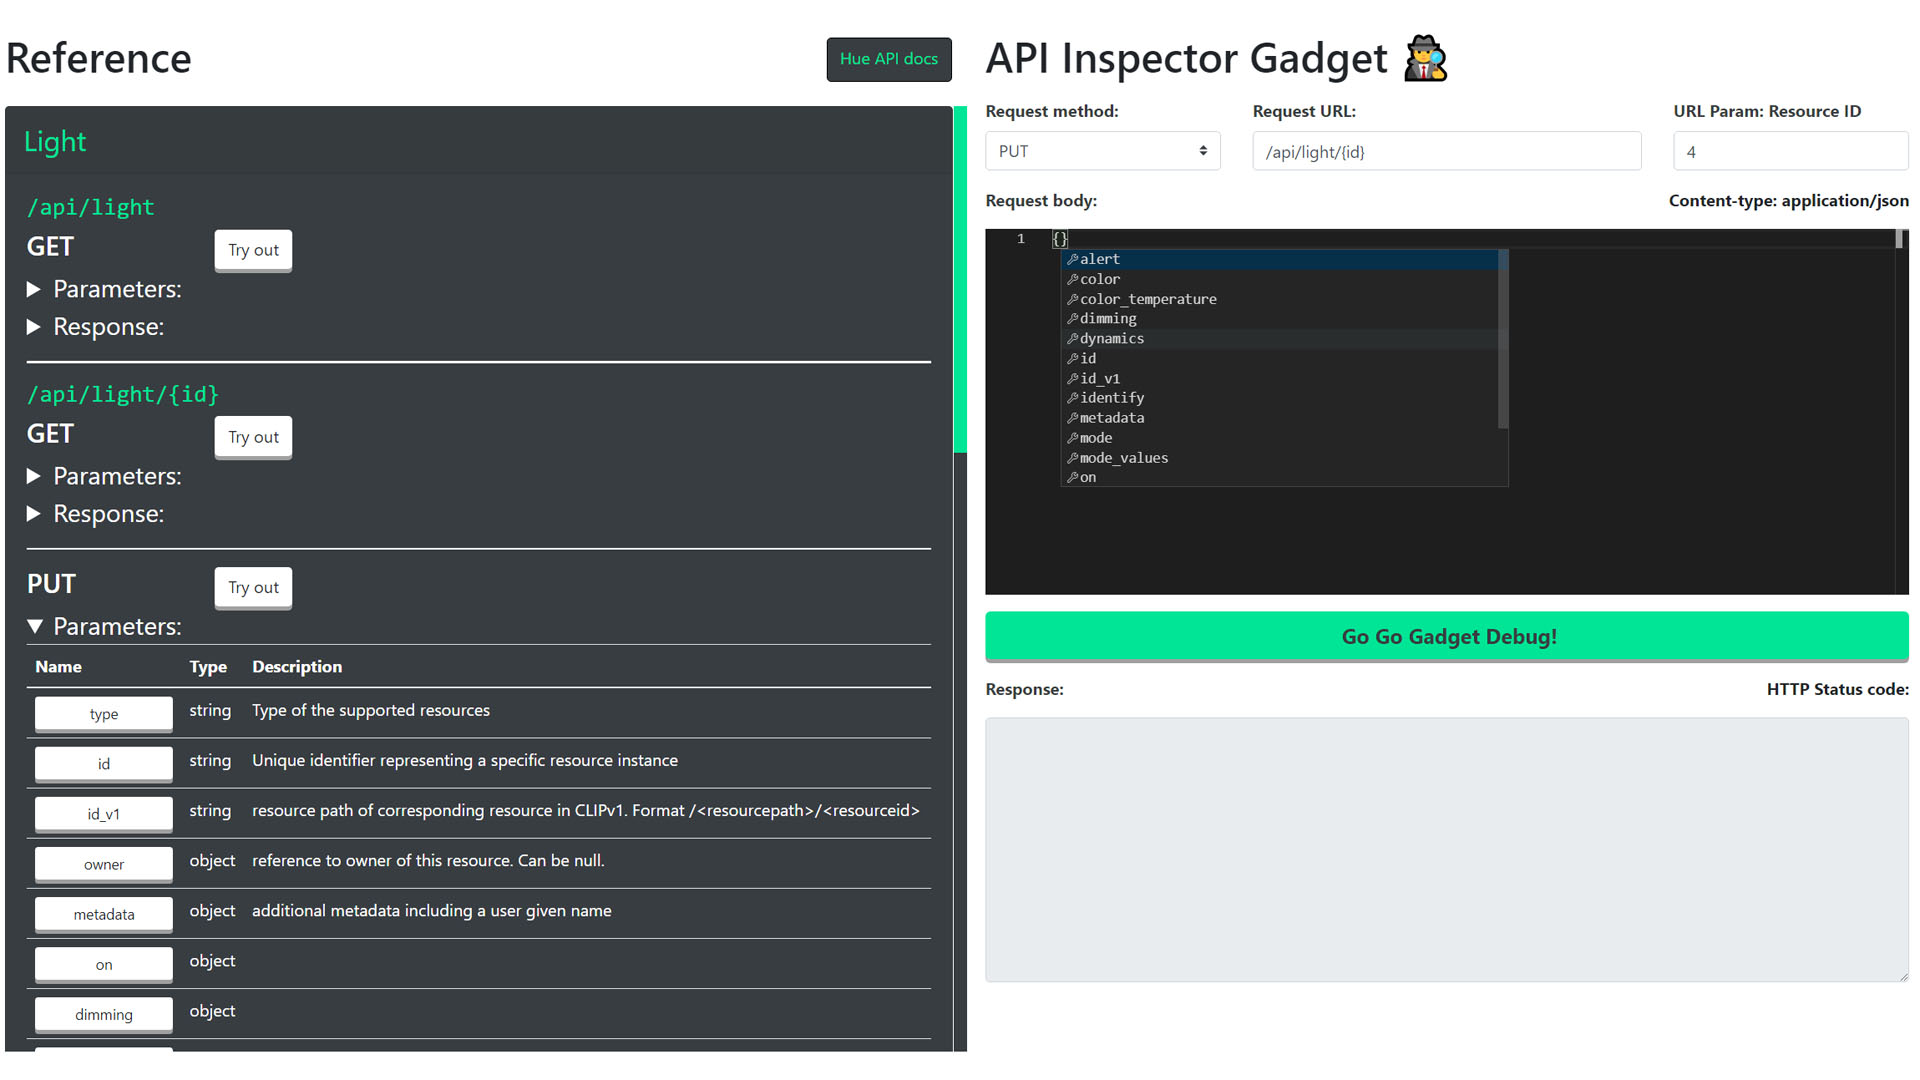 Reference
Hue API docs
Light
/api/light
GET
Try out
Parameters:
Response:
/api/light/{id}
GET
Try out
Parameters:
Response:
PUT
Try out
Parameters:
Name Type Description
type string Type of the supported resources
id string Unique identifier representing a specific resource instance
id_v1 string resource path of corresponding resource in CLIPv1. Format /<resourcepath>/<resourceid>
owner object reference to owner of this resource. Can be null.
metadata object additional metadata including a user given name
on object
dimming object
API Inspector Gadget
Request method: Request URL: URL Param: Resource ID
PUT /api/light/{id} 4
Request body: Content-type: application/json
1 {}
alert
color
color_temperature
dimming
dynamics
id
id_v1
identify
metadata
mode
mode_values
on
Go Go Gadget Debug!
Response: HTTP Status code: